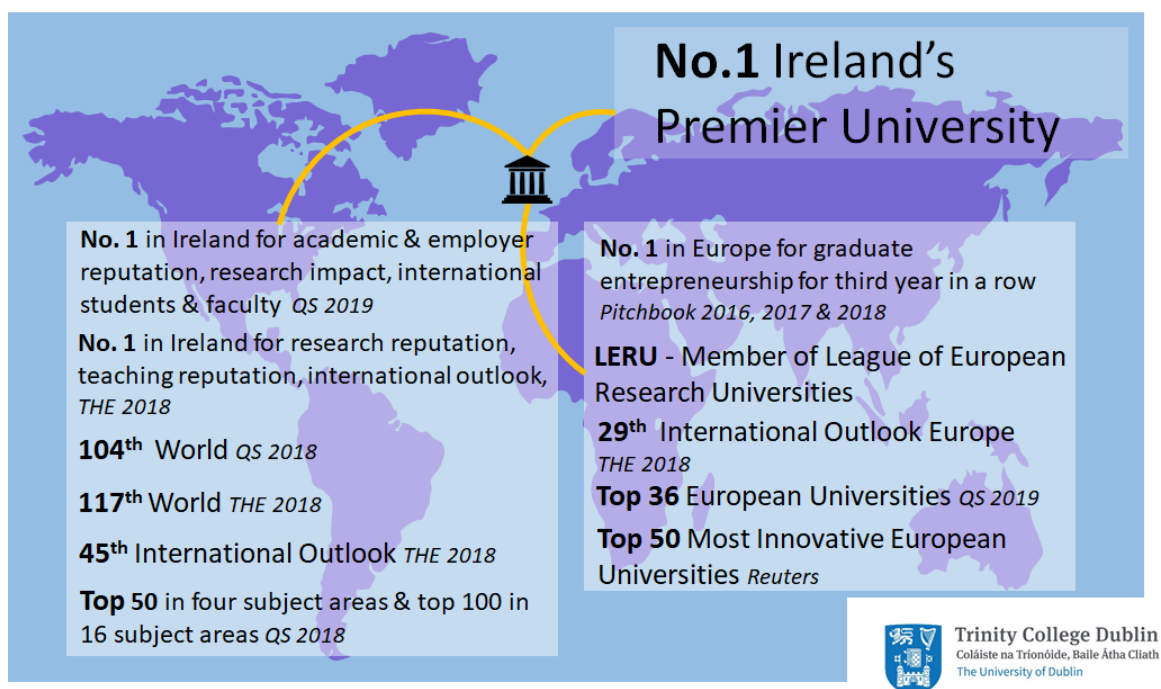 No.1 Ireland's
Premier University
No. 1 in Ireland for academic & employer
reputation, research impact, international
students & faculty QS 2019
No. 1 in Ireland for research reputation,
teaching reputation, international outlook,
THE 2018
104th World QS 2018
117th World THE 2018
45th International Outlook THE 2018
Top 50 in four subject areas & top 100 in
16 subject areas QS 2018
No. 1 in Europe for graduate
entrepreneurship for third year in a row
Pitchbook 2016, 2017 & 2018
LERU - Member of League of European
Research Universities
29th International Outlook Europe
THE 2018
Top 36 European Universities QS 2019
Top 50 Most Innovative European
Universities Reuters
Trinity College Dublin
Coláiste na Tríonóide, Baile Átha Cliath
The University of Dublin